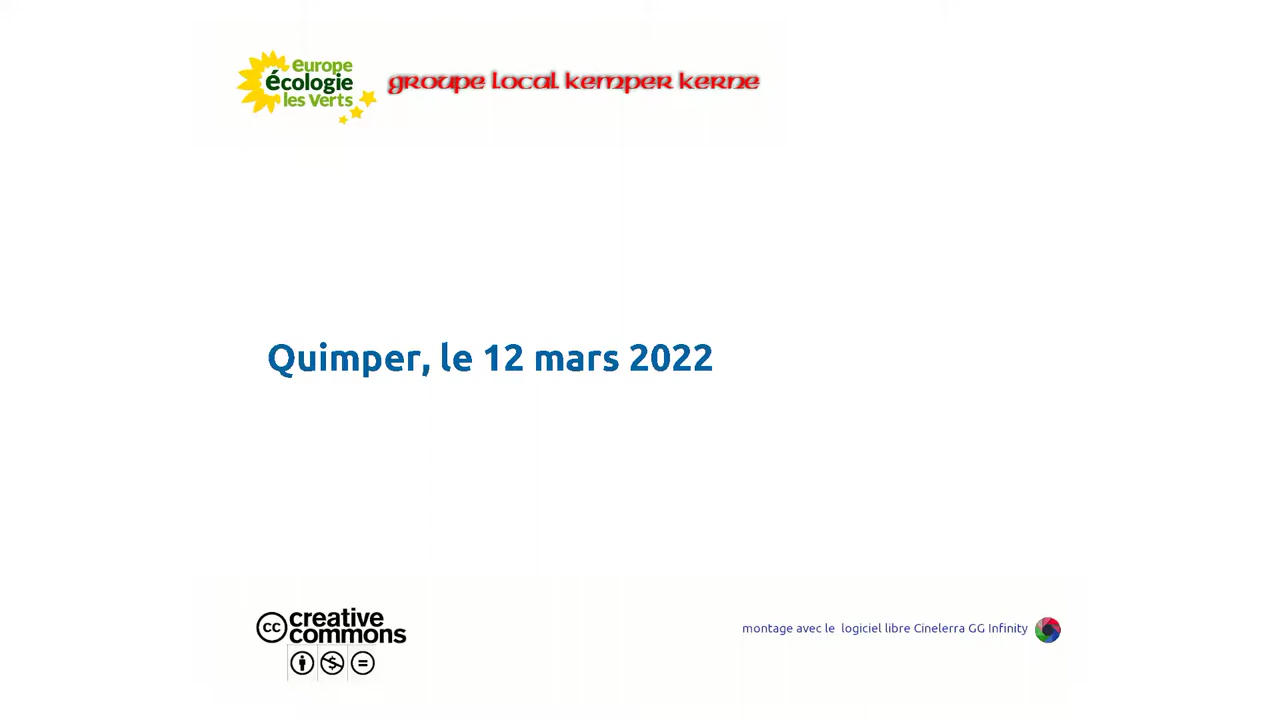 europe
écologie
les Verts
groupe local kemper kerne
Quimper, le 12 mars 2022
cc creative
commons
montage avec le logiciel libre Cinelerra GG Infinity